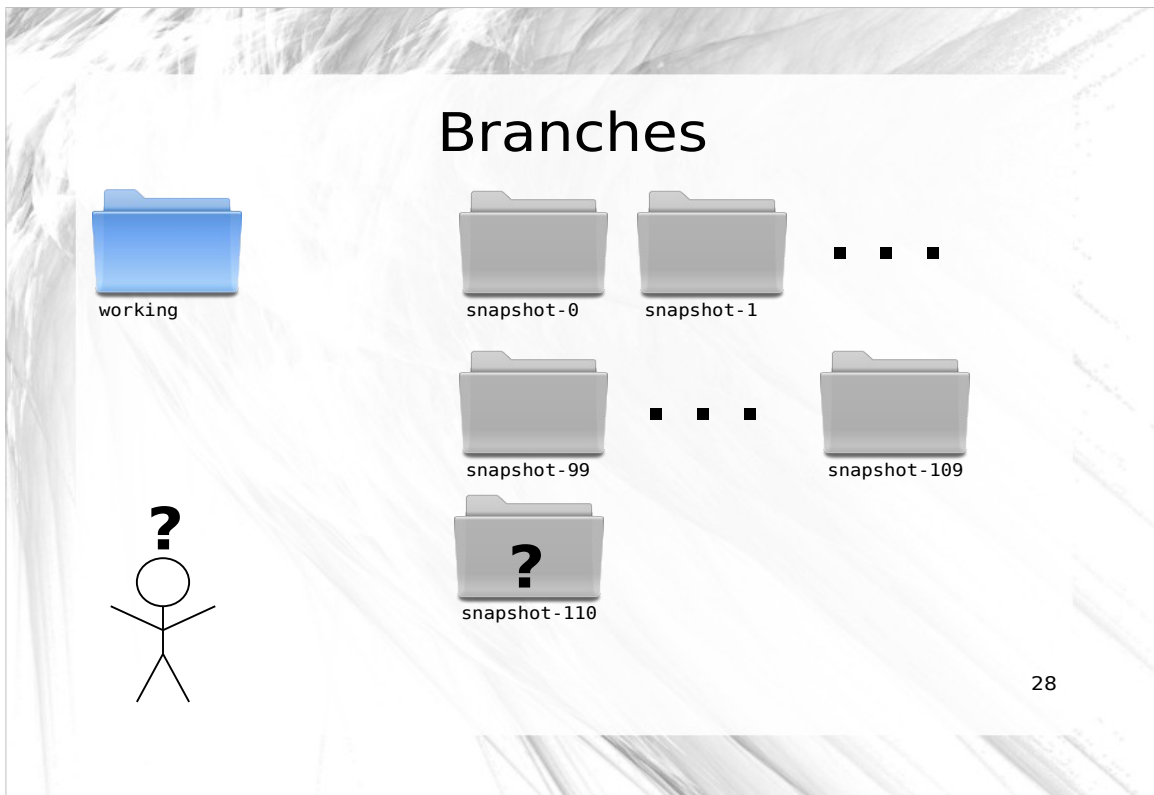 Branches
working
snapshot-0
snapshot-1
. . .
snapshot-99
. . .
snapshot-109
?
?
snapshot-110
28